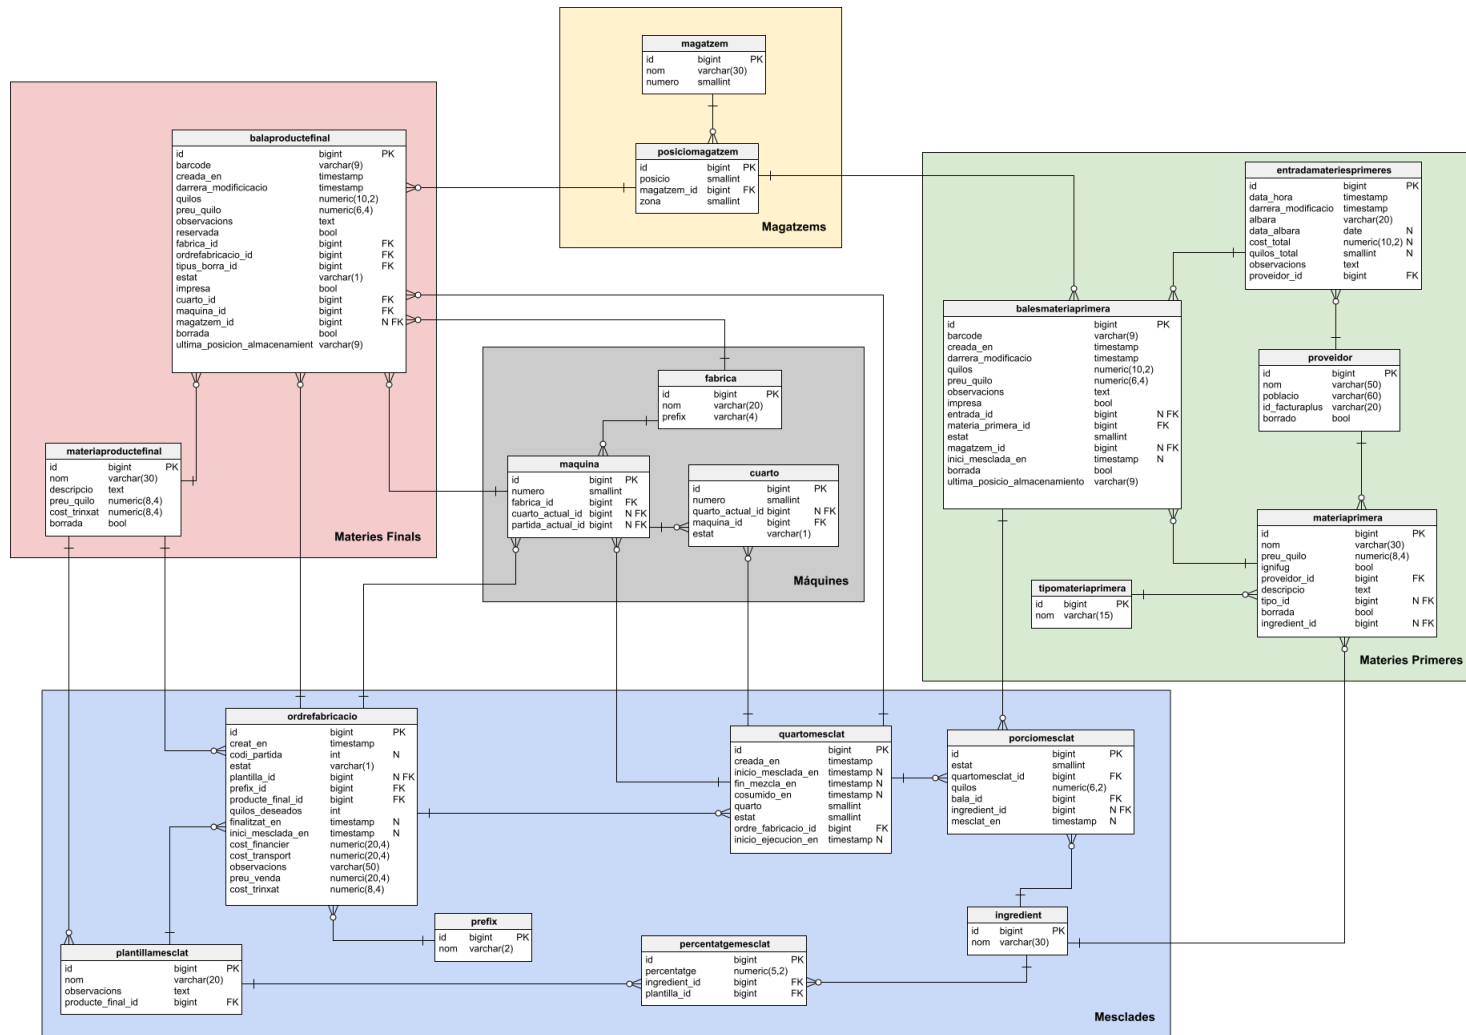 magatzem
id bigint PK
nom varchar(30)
numero smallint
posiciomagatzem
id bigint PK
posicio smallint
magatzem_id bigint FK
zona smallint
Magatzems
balaproductefinal
id bigint PK
barcode varchar(9)
creada_en timestamp
darrera_modificicacio timestamp
quilos numeric(10,2)
preu_quilo numeric(6,4)
observacions text
reservada bool
fabrica_id bigint FK
ordrefabricacio_id bigint FK
tipus_borra_id bigint FK
estat varchar(1)
impresa bool
cuarto_id bigint FK
maquina_id bigint FK
magatzem_id bigint N FK
borrada bool
ultima_posicion_almacenamient varchar(9)
materiaproductefinal
id bigint PK
nom varchar(30)
descripcio text
preu_quilo numeric(8,4)
cost_trinxat numeric(8,4)
borrada bool
Materies Finals
fabrica
id bigint PK
nom varchar(20)
prefix varchar(4)
maquina
id bigint PK
numero smallint
fabrica_id bigint FK
cuarto_actual_id bigint N FK
partida_actual_id bigint N FK
cuarto
id bigint PK
numero smallint
quarto_actual_id bigint N FK
maquina_id bigint FK
estat varchar(1)
Máquines
entradamateriesprimeres
id bigint PK
data_hora timestamp
darrera_modificacio timestamp
albara varchar(20)
data_albara date N
cost_total numeric(10,2) N
quilos_total smallint N
observacions text
proveidor_id bigint FK
balesmateriaprimera
id bigint PK
barcode varchar(9)
creada_en timestamp
darrera_modificacio timestamp
quilos numeric(10,2)
preu_quilo numeric(6,4)
observacions text
impresa bool
entrada_id bigint N FK
materia_primera_id bigint FK
estat smallint
magatzem_id bigint N FK
inici_mesclada_en timestamp N
borrada bool
ultima_posicio_almacenamiento varchar(9)
proveidor
id bigint PK
nom varchar(50)
poblacio varchar(60)
id_facturaplus varchar(20)
borrado bool
materiaprimera
id bigint PK
nom varchar(30)
preu_quilo numeric(8,4)
ignifug bool
proveidor_id bigint FK
descripcio text
tipo_id bigint N FK
borrada bool
ingredient_id bigint N FK
tipomateriaprimera
id bigint PK
nom varchar(15)
Materies Primeres
ordrefabricacio
id bigint PK
creat_en timestamp
codi_partida int N
estat varchar(1)
plantilla_id bigint N FK
prefix_id bigint FK
producte_final_id bigint FK
quilos_deseados int
finalitzat_en timestamp N
inici_mesclada_en timestamp N
cost_financier numeric(20,4)
cost_transport numeric(20,4)
observacions varchar(50)
preu_venda numerci(20,4)
cost_trinxat numeric(8,4)
quartomesclat
id bigint PK
creada_en timestamp
inicio_mesclada_en timestamp N
fin_mezcla_en timestamp N
cosumido_en timestamp N
quarto smallint
estat smallint
ordre_fabricacio_id bigint FK
inicio_ejecucion_en timestamp N
porciomesclat
id bigint PK
estat smallint
quartomesclat_id bigint FK
quilos numeric(6,2)
bala_id bigint FK
ingredient_id bigint N FK
mesclat_en timestamp N
prefix
id bigint PK
nom varchar(2)
ingredient
id bigint PK
nom varchar(30)
plantillamesclat
id bigint PK
nom varchar(20)
observacions text
producte_final_id bigint FK
percentatgemesclat
id bigint PK
percentatge numeric(5,2)
ingredient_id bigint FK
plantilla_id bigint FK
Mesclades